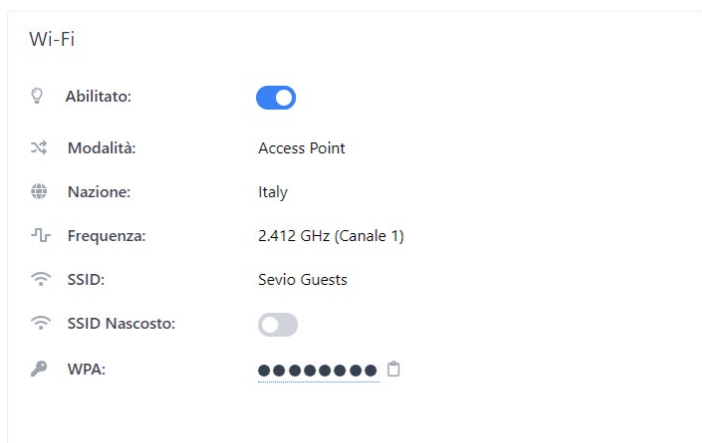 Wi-Fi
Abilitato:
Modalità: Access Point
Nazione: Italy
Frequenza: 2.412 GHz (Canale 1)
SSID: Sevio Guests
SSID Nascosto:
WPA: ●●●●●●●●